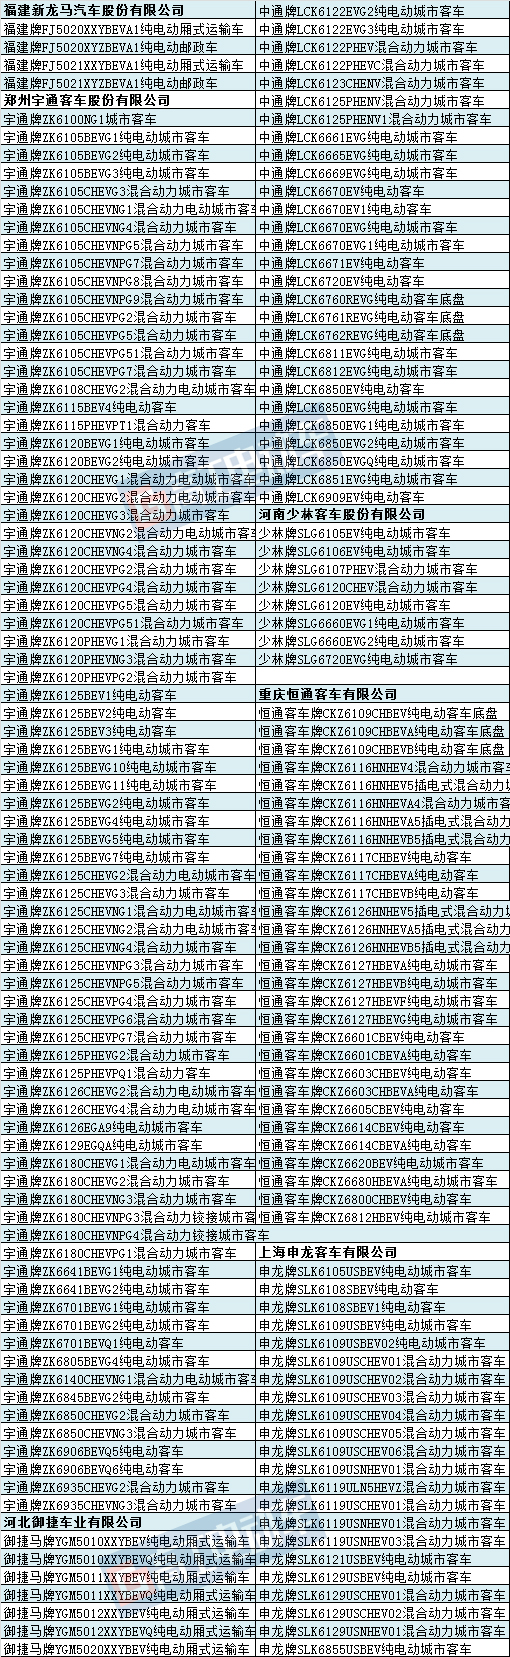 福建新龙马汽车股份有限公司
福建牌FJ5020XXYBEVA1纯电动厢式运输车
福建牌FJ5020XYZBEVA1纯电动邮政车
福建牌FJ5021XXYBEVA1纯电动厢式运输车
福建牌FJ5021XYZBEVA1纯电动邮政车
郑州宇通客车股份有限公司
宇通牌ZK6100NG1城市客车
宇通牌ZK6105BEVG1纯电动城市客车
宇通牌ZK6105BEVG2纯电动城市客车
宇通牌ZK6105BEVG3纯电动城市客车
宇通牌ZK6105CHEVG3混合动力城市客车
宇通牌ZK6105CHEVNG1混合动力电动城市客车
宇通牌ZK6105CHEVNG4混合动力城市客车
宇通牌ZK6105CHEVNPG5混合动力城市客车
宇通牌ZK6105CHEVNPG7混合动力城市客车
宇通牌ZK6105CHEVNPG8混合动力城市客车
宇通牌ZK6105CHEVNPG9混合动力城市客车
宇通牌ZK6105CHEVPG2混合动力城市客车
宇通牌ZK6105CHEVPG5混合动力城市客车
宇通牌ZK6105CHEVPG51混合动力城市客车
宇通牌ZK6105CHEVPG7混合动力城市客车
宇通牌ZK6108CHEVG2混合动力电动城市客车
宇通牌ZK6115BEV4纯电动客车
宇通牌ZK6115PHEVPT1混合动力客车
宇通牌ZK6120BEVG1纯电动城市客车
宇通牌ZK6120BEVG2纯电动城市客车
宇通牌ZK6120CHEVG1混合动力电动城市客车
宇通牌ZK6120CHEVG2混合动力电动城市客车
宇通牌ZK6120CHEVG3混合动力城市客车
宇通牌ZK6120CHEVNG2混合动力电动城市客车
宇通牌ZK6120CHEVNG4混合动力城市客车
宇通牌ZK6120CHEVPG2混合动力城市客车
宇通牌ZK6120CHEVPG4混合动力城市客车
宇通牌ZK6120CHEVPG5混合动力城市客车
宇通牌ZK6120CHEVPG51混合动力城市客车
宇通牌ZK6120PHEVG1混合动力城市客车
宇通牌ZK6120PHEVNG3混合动力城市客车
宇通牌ZK6120PHEVPG2混合动力城市客车
宇通牌ZK6125BEV1纯电动客车
宇通牌ZK6125BEV2纯电动客车
宇通牌ZK6125BEV3纯电动客车
宇通牌ZK6125BEVG1纯电动城市客车
宇通牌ZK6125BEVG10纯电动城市客车
宇通牌ZK6125BEVG11纯电动城市客车
宇通牌ZK6125BEVG2纯电动城市客车
宇通牌ZK6125BEVG4纯电动城市客车
宇通牌ZK6125BEVG5纯电动城市客车
宇通牌ZK6125BEVG7纯电动城市客车
宇通牌ZK6125CHEVG2混合动力电动城市客车
宇通牌ZK6125CHEVG3混合动力城市客车
宇通牌ZK6125CHEVNG1混合动力电动城市客车
宇通牌ZK6125CHEVNG2混合动力电动城市客车
宇通牌ZK6125CHEVNG4混合动力城市客车
宇通牌ZK6125CHEVNPG3混合动力城市客车
宇通牌ZK6125CHEVNPG5混合动力城市客车
宇通牌ZK6125CHEVPG4混合动力城市客车
宇通牌ZK6125CHEVPG6混合动力城市客车
宇通牌ZK6125CHEVPG7混合动力城市客车
宇通牌ZK6125PHEVG2混合动力城市客车
宇通牌ZK6125PHEVPQ1混合动力客车
宇通牌ZK6126CHEVG2混合动力电动城市客车
宇通牌ZK6126CHEVG4混合动力电动城市客车
宇通牌ZK6126EGA9纯电动城市客车
宇通牌ZK6129EGQA纯电动城市客车
宇通牌ZK6180CHEVG1混合动力电动城市客车
宇通牌ZK6180CHEVG2混合动力城市客车
宇通牌ZK6180CHEVNG3混合动力城市客车
宇通牌ZK6180CHEVNPG3混合动力铰接城市客
宇通牌ZK6180CHEVNPG4混合动力铰接城市客车
宇通牌ZK6180CHEVPG1混合动力城市客车
宇通牌ZK6641BEVG1纯电动城市客车
宇通牌ZK6641BEVG2纯电动城市客车
宇通牌ZK6701BEVG1纯电动城市客车
宇通牌ZK6701BEVG2纯电动城市客车
宇通牌ZK6701BEVQ1纯电动客车
宇通牌ZK6805BEVG4纯电动城市客车
宇通牌ZK6140CHEVNG1混合动力电动城市客车
宇通牌ZK6845BEVG2纯电动城市客车
宇通牌ZK6850CHEVG2混合动力城市客车
宇通牌ZK6850CHEVNG3混合动力城市客车
宇通牌ZK6906BEVQ5纯电动客车
宇通牌ZK6906BEVQ6纯电动客车
宇通牌ZK6935CHEVG2混合动力城市客车
宇通牌ZK6935CHEVNG3混合动力城市客车
河北御捷车业有限公司
御捷马牌YGM5010XXYBEV纯电动厢式运输车
御捷马牌YGM5010XXYBEVQ纯电动厢式运输车
御捷马牌YGM5011XXYBEV纯电动厢式运输车
御捷马牌YGM5011XXYBEVQ纯电动厢式运输车
御捷马牌YGM5012XXYBEV纯电动厢式运输车
御捷马牌YGM5012XXYBEVQ纯电动厢式运输车
御捷马牌YGM5020XXYBEV纯电动厢式运输车
中通牌LCK6122EVG2纯电动城市客车
中通牌LCK6122EVG3纯电动城市客车
中通牌LCK6122PHEV混合动力城市客车
中通牌LCK6122PHEVC混合动力城市客车
中通牌LCK6123CHENV混合动力城市客车
中通牌LCK6125PHENV混合动力城市客车
中通牌LCK6125PHENV1混合动力城市客车
中通牌LCK6661EVG纯电动城市客车
中通牌LCK6665EVG纯电动城市客车
中通牌LCK6669EVG纯电动城市客车
中通牌LCK6670EV纯电动客车
中通牌LCK6670EV1纯电动客车
中通牌LCK6670EVG纯电动城市客车
中通牌LCK6670EVG1纯电动城市客车
中通牌LCK6671EV纯电动客车
中通牌LCK6720EV纯电动客车
中通牌LCK6760REVG纯电动客车底盘
中通牌LCK6761REVG纯电动客车底盘
中通牌LCK6762REVG纯电动客车底盘
中通牌LCK6811EVG纯电动城市客车
中通牌LCK6812EVG纯电动城市客车
中通牌LCK6850EV纯电动客车
中通牌LCK6850EVG纯电动城市客车
中通牌LCK6850EVG1纯电动城市客车
中通牌LCK6850EVG2纯电动城市客车
中通牌LCK6850EVGQ纯电动城市客车
中通牌LCK6851EVG纯电动城市客车
中通牌LCK6909EV纯电动客车
河南少林客车股份有限公司
少林牌SLG6105EV纯电动城市客车
少林牌SLG6106EV纯电动城市客车
少林牌SLG6107PHEV混合动力城市客车
少林牌SLG6120CHEV混合动力城市客车
少林牌SLG6120EV纯电动城市客车
少林牌SLG6660EVG1纯电动城市客车
少林牌SLG6660EVG2纯电动城市客车
少林牌SLG6720EVG纯电动城市客车
重庆恒通客车有限公司
恒通客车牌CKZ6109CHBEV纯电动客车底盘
恒通客车牌CKZ6109CHBEVA纯电动客车底盘
恒通客车牌CKZ6109CHBEVB纯电动客车底盘
恒通客车牌CKZ6116HNHEV4混合动力城市客车
恒通客车牌CKZ6116HNHEV5插电式混合动力城
恒通客车牌CKZ6116HNHEVA4混合动力城市客
恒通客车牌CKZ6116HNHEVA5插电式混合动力
恒通客车牌CKZ6116HNHEVB5插电式混合动力
恒通客车牌CKZ6117CHBEV纯电动客车
恒通客车牌CKZ6117CHBEVA纯电动客车
恒通客车牌CKZ6117CHBEVB纯电动客车
恒通客车牌CKZ6126HNHEV5插电式混合动力城
恒通客车牌CKZ6126HNHEVA5插电式混合动力
恒通客车牌CKZ6126HNHEVB5插电式混合动力
恒通客车牌CKZ6127HBEVA纯电动城市客车
恒通客车牌CKZ6127HBEVB纯电动城市客车
恒通客车牌CKZ6127HBEVF纯电动城市客车
恒通客车牌CKZ6127HBEVG纯电动城市客车
恒通客车牌CKZ6601CBEV纯电动客车
恒通客车牌CKZ6601CBEVA纯电动客车
恒通客车牌CKZ6603CHBEV纯电动客车
恒通客车牌CKZ6603CHBEVA纯电动客车
恒通客车牌CKZ6605CBEV纯电动客车
恒通客车牌CKZ6614CBEV纯电动客车
恒通客车牌CKZ6614CBEVA纯电动客车
恒通客车牌CKZ6620BEV纯电动城市客车
恒通客车牌CKZ6680HBEVA纯电动城市客车
恒通客车牌CKZ6800CHBEV纯电动客车
恒通客车牌CKZ6812HBEV纯电动城市客车
上海申龙客车有限公司
申龙牌SLK6105USBEV纯电动城市客车
申龙牌SLK6108SBEV纯电动客车
申龙牌SLK6108SBEV1纯电动客车
申龙牌SLK6109USBEV纯电动城市客车
申龙牌SLK6109USBEV02纯电动城市客车
申龙牌SLK6109USCHEV01混合动力城市客车
申龙牌SLK6109USCHEV02混合动力城市客车
申龙牌SLK6109USCHEV03混合动力城市客车
申龙牌SLK6109USCHEV04混合动力城市客车
申龙牌SLK6109USCHEV05混合动力城市客车
申龙牌SLK6109USCHEV06混合动力城市客车
申龙牌SLK6109USNHEV01混合动力城市客车
申龙牌SLK6119ULN5HEVZ混合动力城市客车
申龙牌SLK6119USCHEV01混合动力城市客车
申龙牌SLK6119USNHEV01混合动力城市客车
申龙牌SLK6119USNHEV03混合动力城市客车
申龙牌SLK6121USBEV纯电动城市客车
申龙牌SLK6129USBEV纯电动城市客车
申龙牌SLK6129USCHEV01混合动力城市客车
申龙牌SLK6129USCHEV02混合动力城市客车
申龙牌SLK6129USNHEV01混合动力城市客车
申龙牌SLK6855USBEV纯电动城市客车